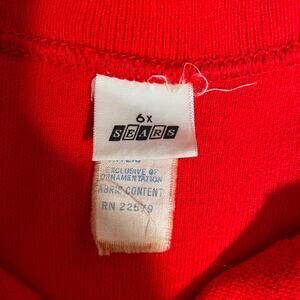 6x
SEARS
EXCLUSIVE OF
ORNAMENTATION
FABRIC CONTENT
RN 22579